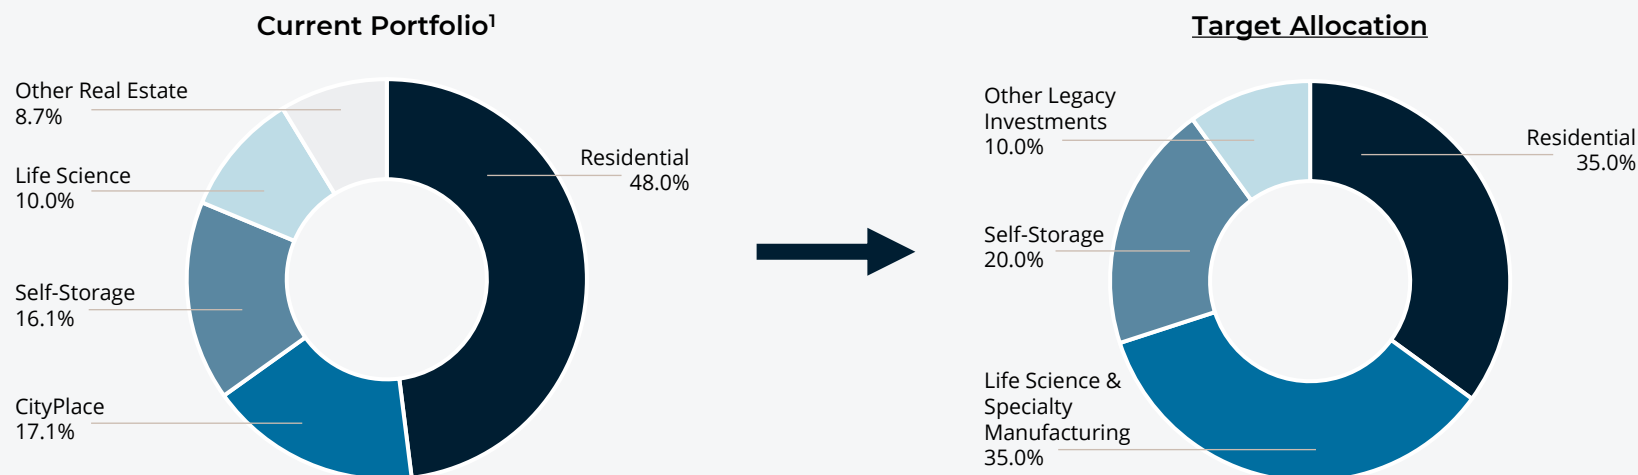 Current Portfolio¹
Other Real Estate
8.7%
Life Science
10.0%
Self-Storage
16.1%
CityPlace
17.1%
Residential
48.0%
Target Allocation
Other Legacy
Investments
10.0%
Self-Storage
20.0%
Life Science &
Specialty
Manufacturing
35.0%
Residential
35.0%